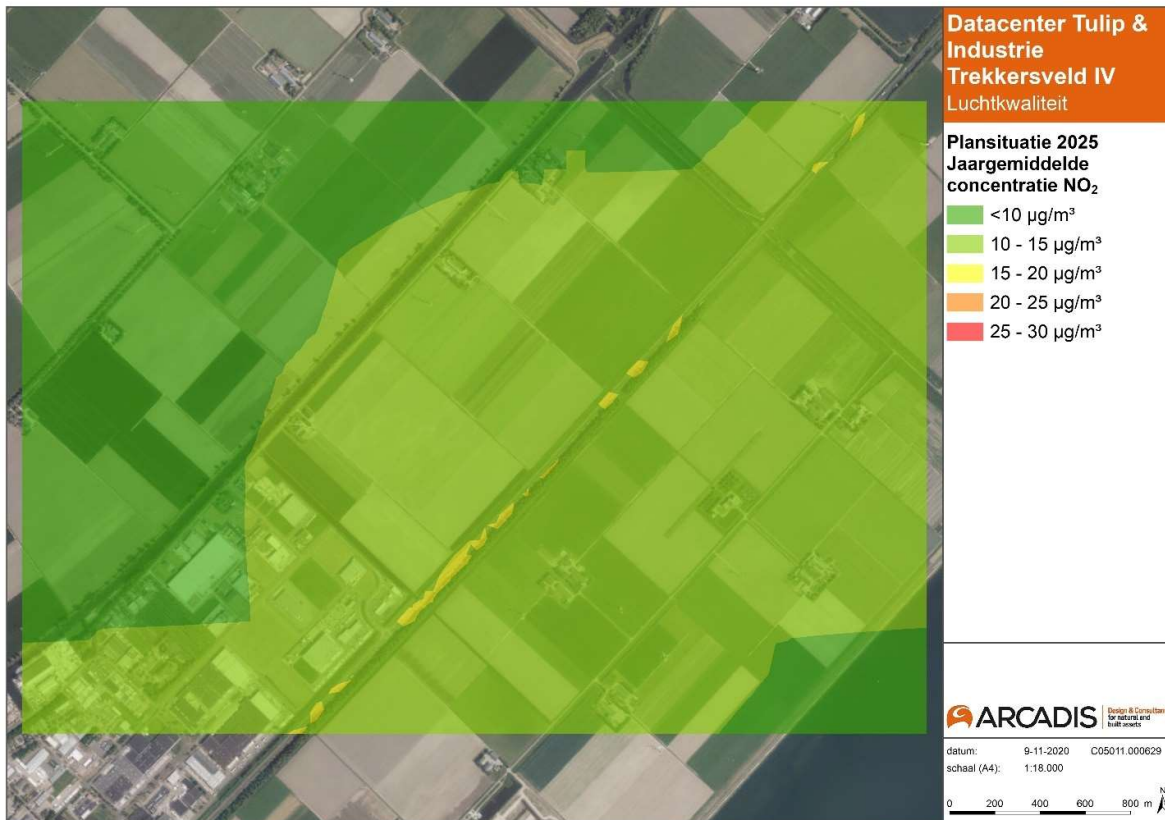 Datacenter Tulip &
Industrie
Trekkersveld IV
Luchtkwaliteit
Plansituatie 2025
Jaargemiddelde
concentratie NO₂
<10 µg/m³
10 - 15 µg/m³
15 - 20 µg/m³
20 - 25 µg/m³
25 - 30 µg/m³
ARCADIS
Design & Consultan
for natural and
built assets
datum: 9-11-2020 C05011.000629
schaal (A4): 1:18.000
0 200 400 600 800 m
N